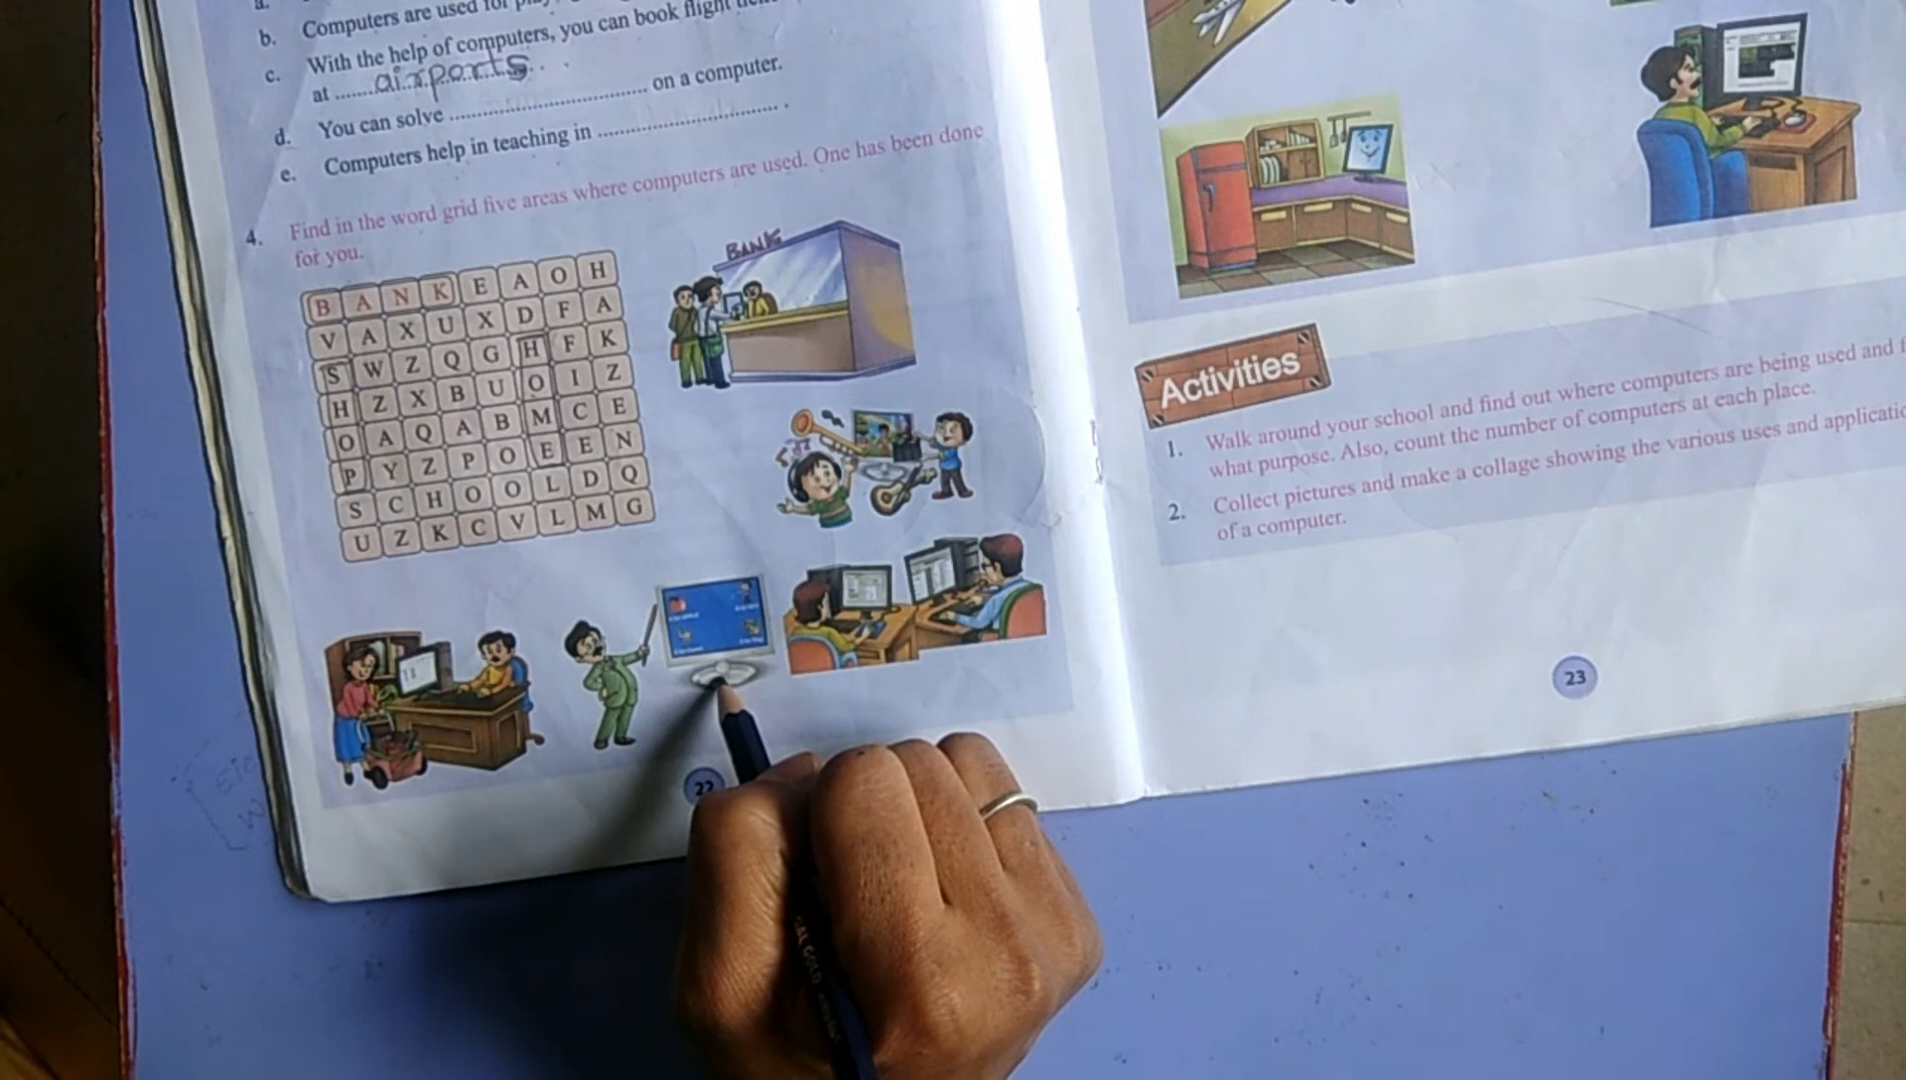 b. Computers are used for
c. With the help of computers, you can book flight
at ........airports........
d. You can solve ........ on a computer.
e. Computers help in teaching in ........ .
4. Find in the word grid five areas where computers are used. One has been done
for you.
B A N K E A O H
V A X U X D F A
S W Z Q G H F K
H Z X B U O I Z
O A Q A B M C E
P Y Z P O E E N
S C H O O L D Q
U Z K C V L M G
BANK
22
Activities
1. Walk around your school and find out where computers are being used and
what purpose. Also, count the number of computers at each place.
2. Collect pictures and make a collage showing the various uses and
of a computer.
23